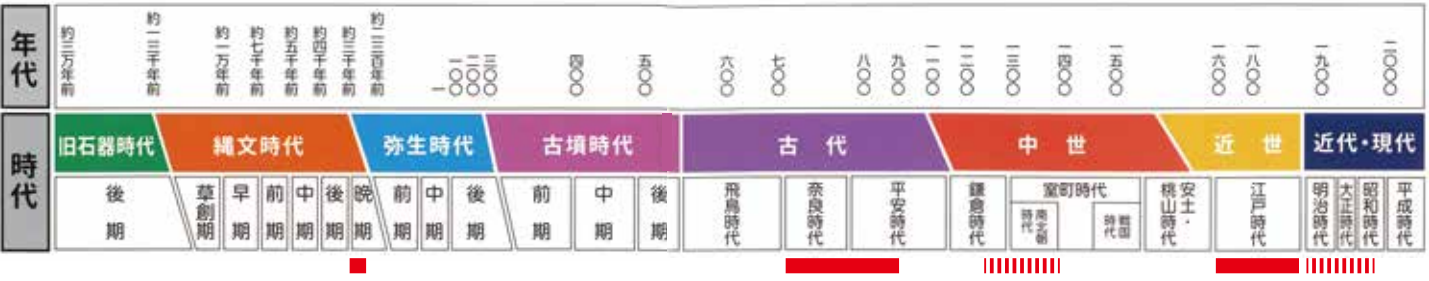 年代
約三万年前
約一三千年前
約一万年前
約七千年前
約五千年前
約四千年前
約三千年前
約二三百年前
一
一〇〇
二〇〇
三〇〇
四〇〇
五〇〇
六〇〇
七〇〇
八〇〇
九〇〇
一一〇〇
一二〇〇
一三〇〇
一四〇〇
一五〇〇
一六〇〇
一八〇〇
一九〇〇
二〇〇〇
時代
旧石器時代
縄文時代
弥生時代
古墳時代
古代
中世
近世
近代・現代
後期
草創期
早期
前期
中期
後期
晩期
前期
中期
後期
前期
中期
後期
飛鳥時代
奈良時代
平安時代
鎌倉時代
室町時代
南北朝時代
戦国時代
安土・桃山時代
江戸時代
明治時代
大正時代
昭和時代
平成時代